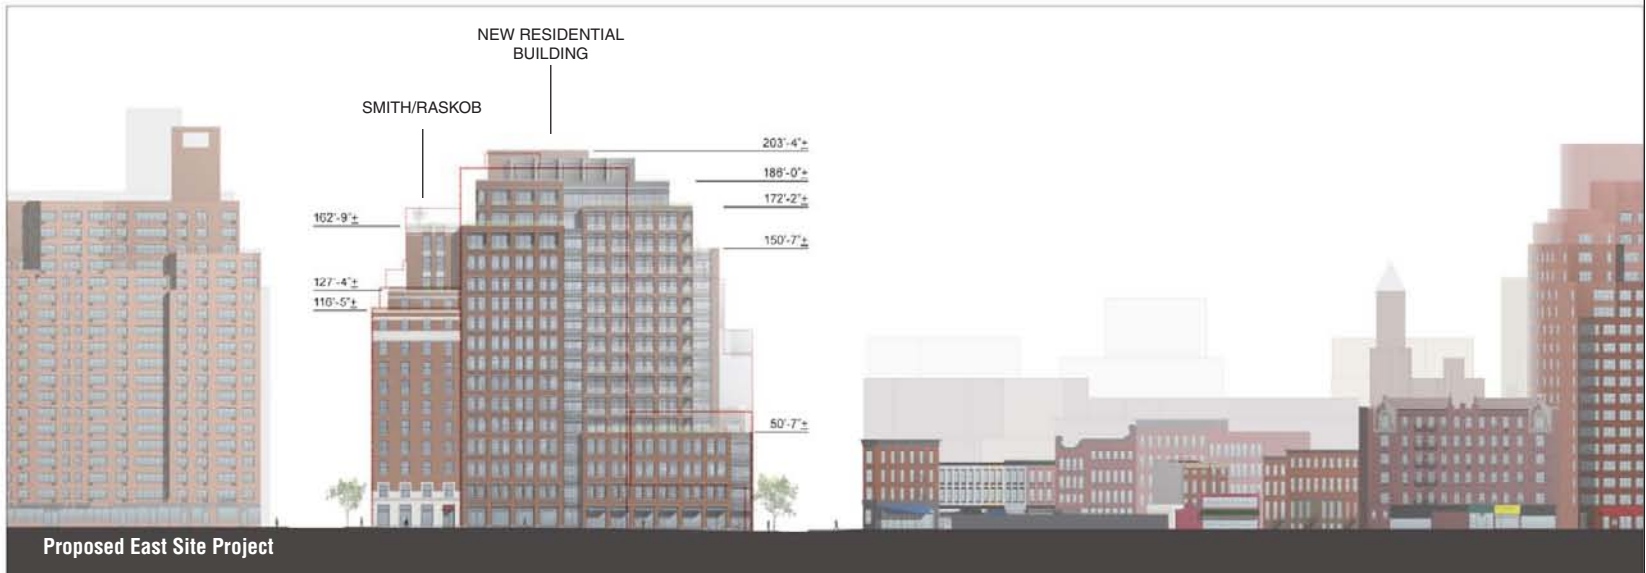 NEW RESIDENTIAL
BUILDING
SMITH/RASKOB
203'-4"±
186'-0"±
172'-2"±
162'-9"±
150'-7"±
127'-4"±
116'-5"±
50'-7"±
Proposed East Site Project